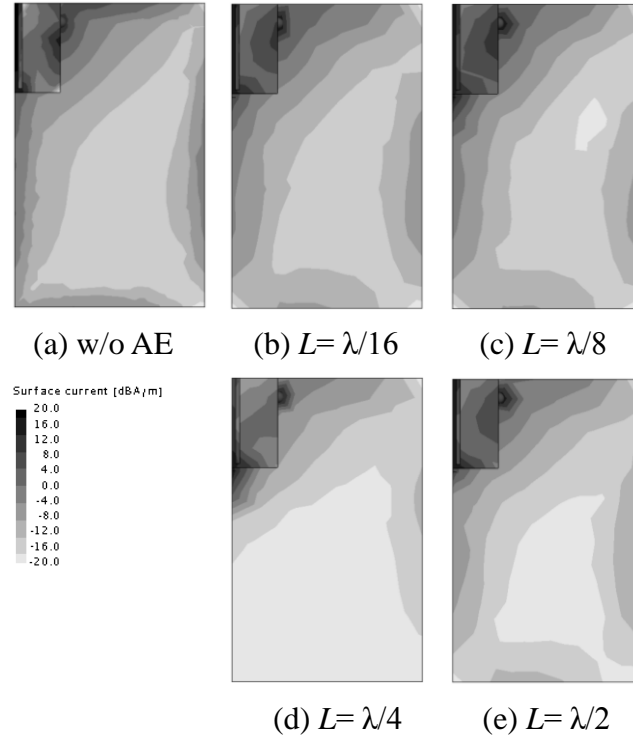 (a) w/o AE
(b) L= λ/16
(c) L= λ/8
Surface current [dBA/m]
20.0
16.0
12.0
8.0
4.0
0.0
-4.0
-8.0
-12.0
-16.0
-20.0
(d) L= λ/4
(e) L= λ/2